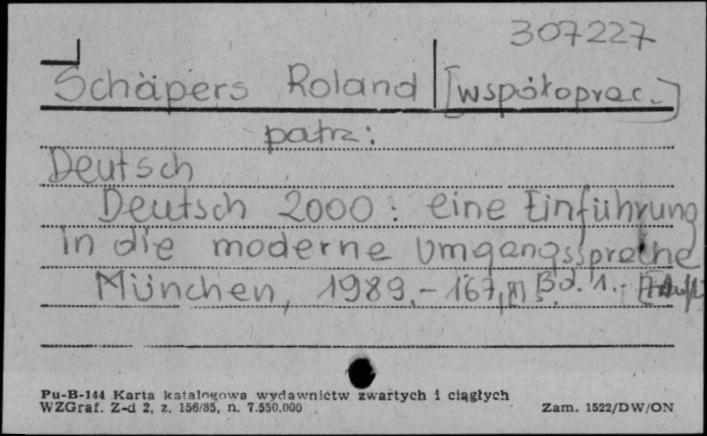 307227
Schäpers Roland [współoprac.]
patrz:
Deutsch
Deutsch 2000 : eine Einführung
in die moderne Umgangssprache
München, 1989.- 167, Bd. 1.-
Pu-B-144 Karta katalogowa wydawnictw zwartych i ciągłych
WZGraf. Z-d 2, z. 156/85, n. 7.550.000
Zam. 1522/DW/ON